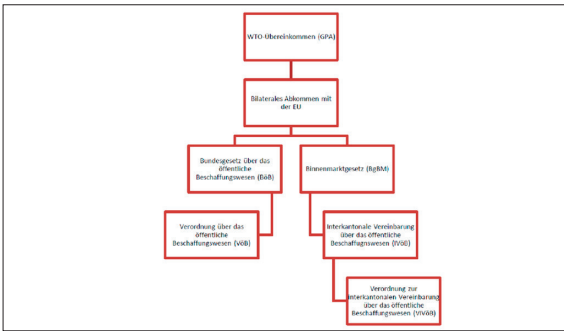 WTO-Übereinkommen (GPA)
Bilaterales Abkommen mit
der EU
Bundesgesetz über das
öffentliche
Beschaffungswesen (BöB)
Binnenmarktgesetz (BgBM)
Verordnung über das
öffentliche
Beschaffungswesen (VöB)
Interkantonale Vereinbarung
über das öffentliche
Beschaffugnswesen (IVöB)
Verordnung zur
Interkantonalen Vereinbarung
über das öffentliche
Beschaffungswesen (VIVöB)